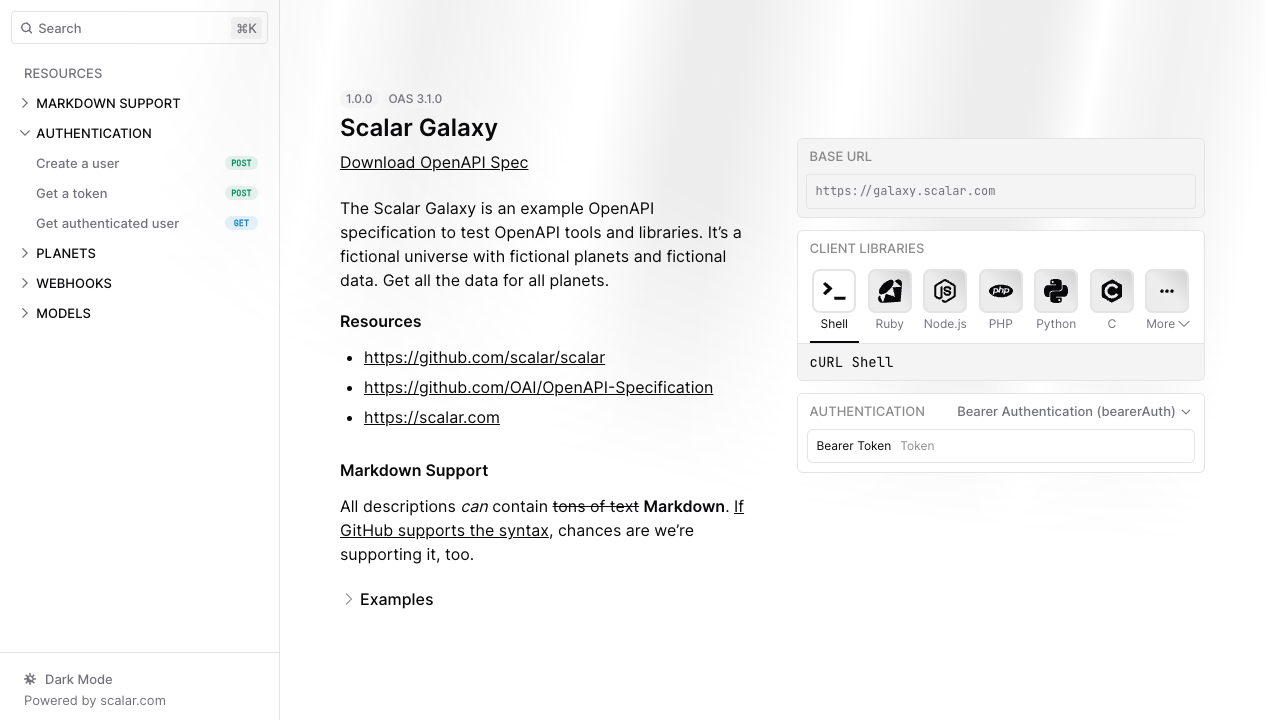 Search ⌘K
RESOURCES
MARKDOWN SUPPORT
AUTHENTICATION
Create a user POST
Get a token POST
Get authenticated user GET
PLANETS
WEBHOOKS
MODELS
Dark Mode
Powered by scalar.com
1.0.0 OAS 3.1.0
Scalar Galaxy
Download OpenAPI Spec
The Scalar Galaxy is an example OpenAPI
specification to test OpenAPI tools and libraries. It’s a
fictional universe with fictional planets and fictional
data. Get all the data for all planets.
Resources
• https://github.com/scalar/scalar
• https://github.com/OAI/OpenAPI-Specification
• https://scalar.com
Markdown Support
All descriptions can contain tons of text Markdown. If
GitHub supports the syntax, chances are we’re
supporting it, too.
Examples
BASE URL
https://galaxy.scalar.com
CLIENT LIBRARIES
JS php C
Shell Ruby Node.js PHP Python C More
cURL Shell
AUTHENTICATION Bearer Authentication (bearerAuth)
Bearer Token Token